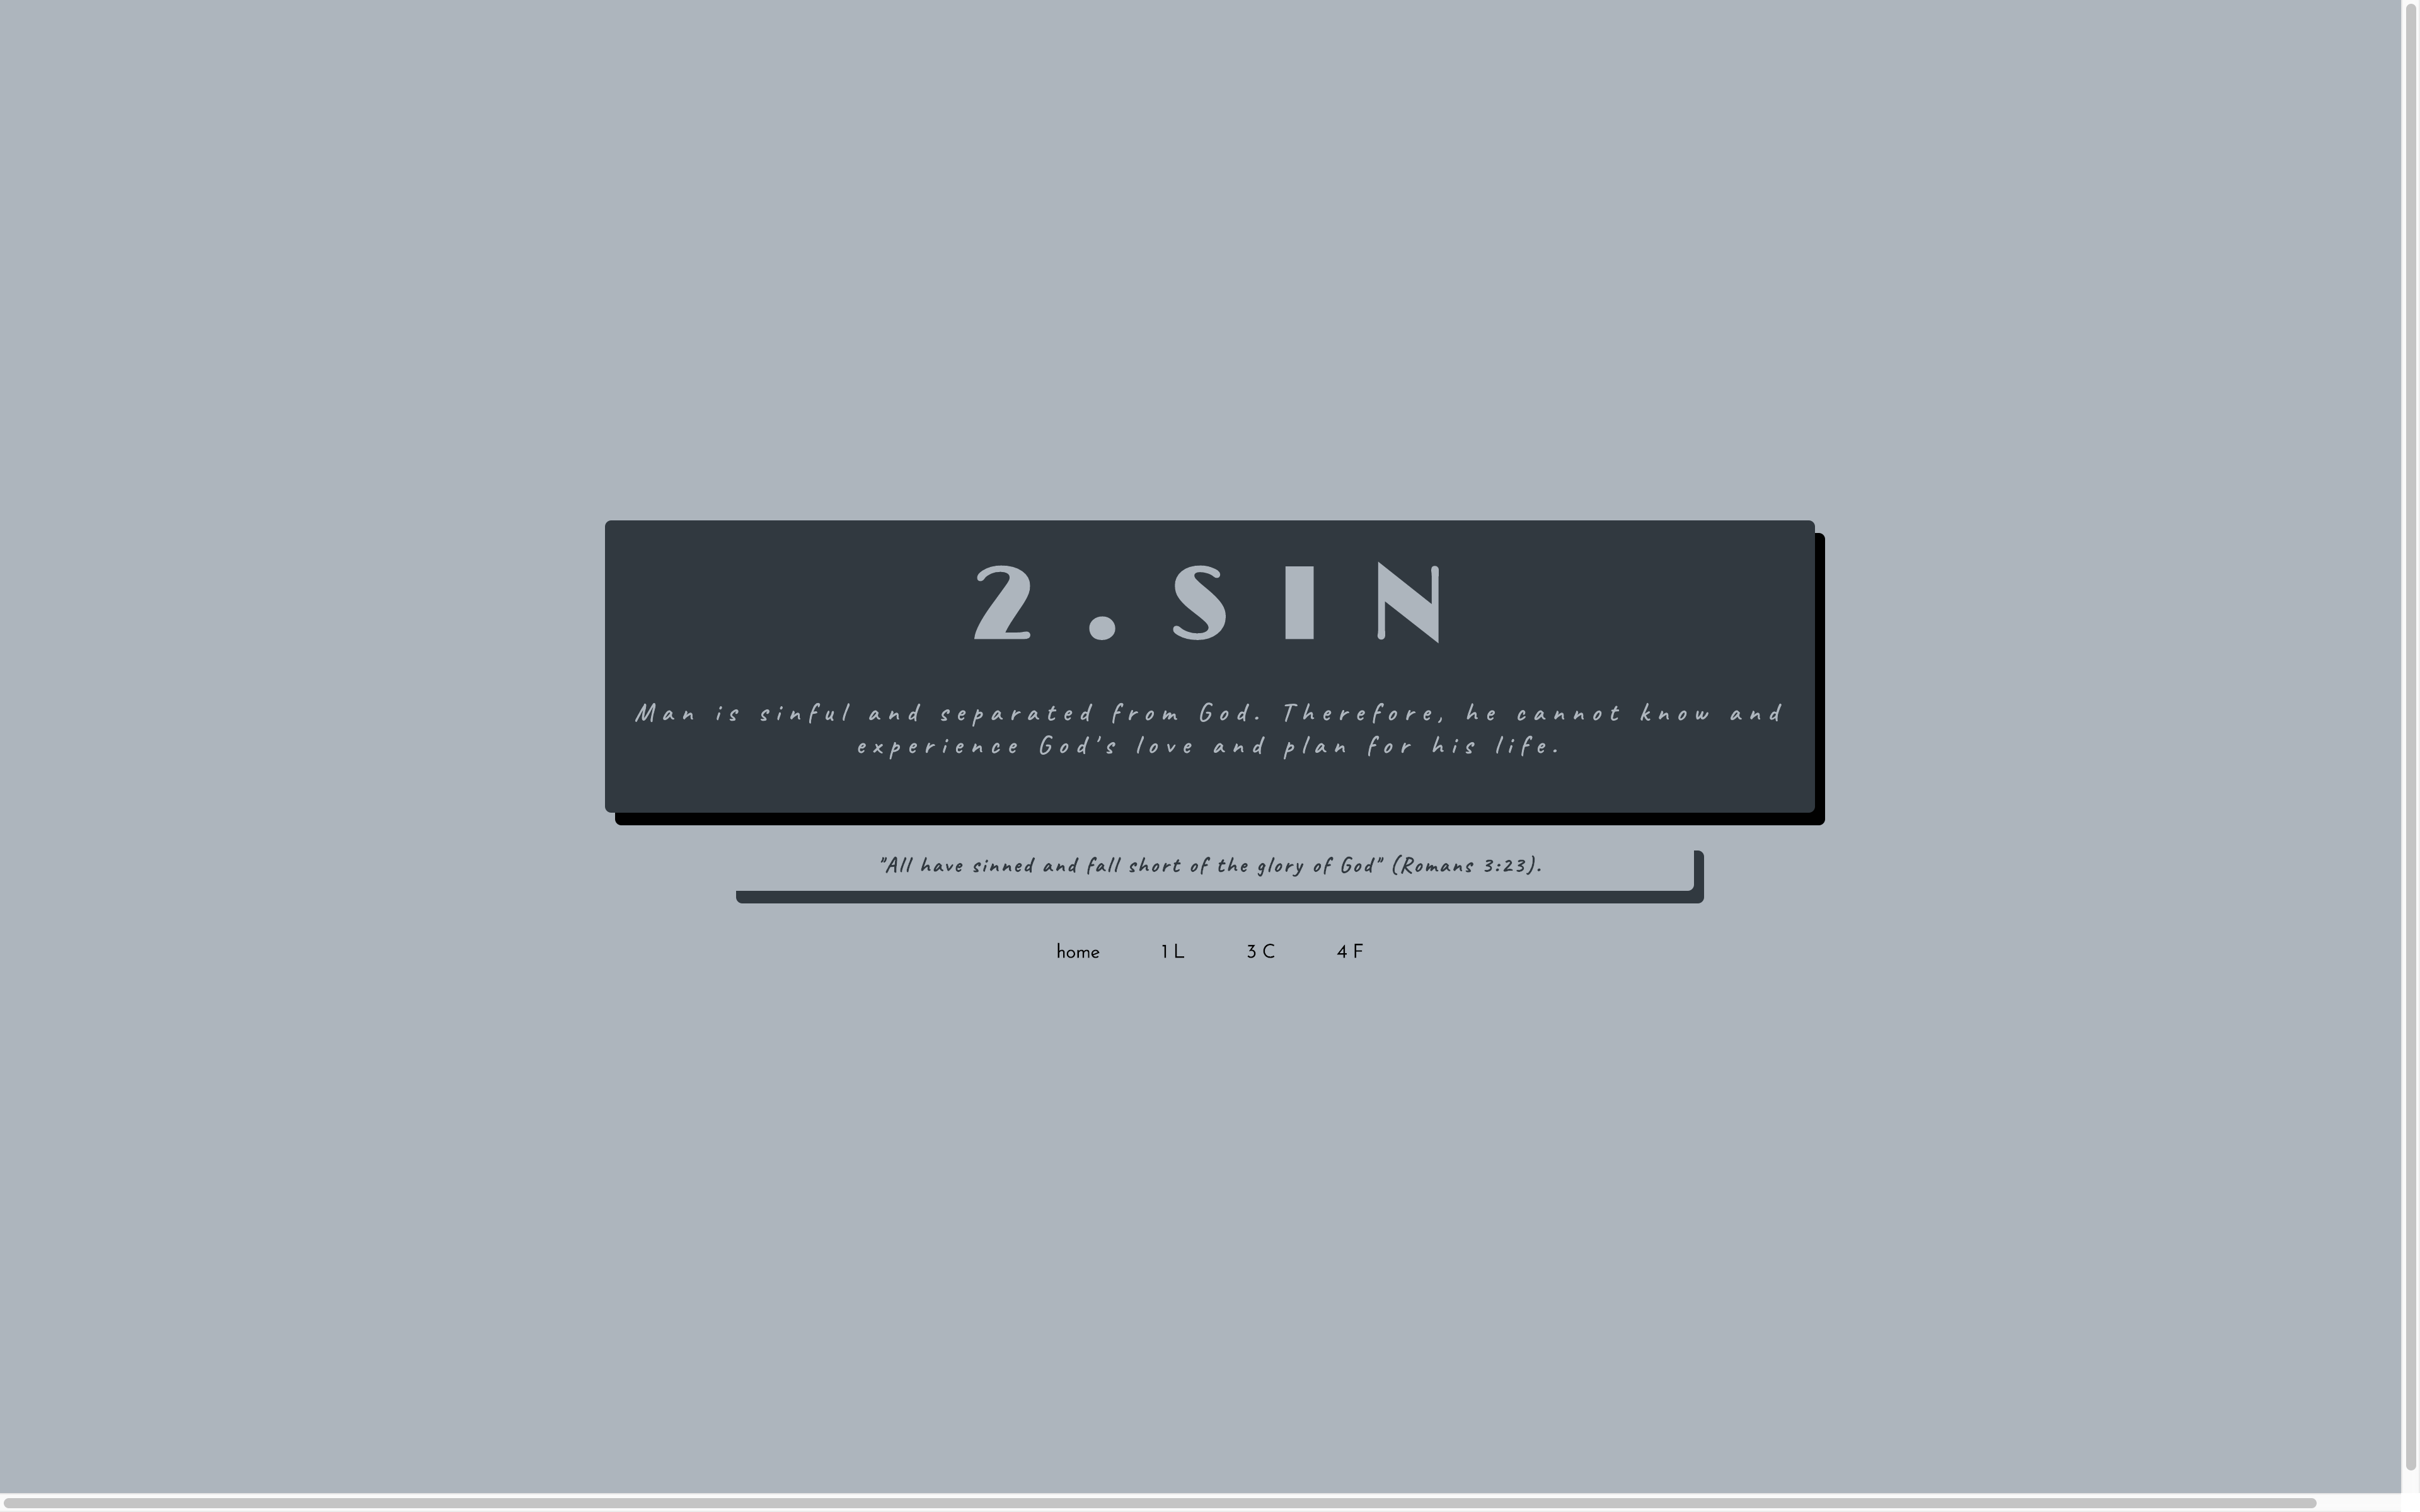 2.SIN
Man is sinful and separated from God. Therefore, he cannot know and
experience God's love and plan for his life.
"All have sinned and fall short of the glory of God" (Romans 3:23).
home 1 L 3 C 4 F